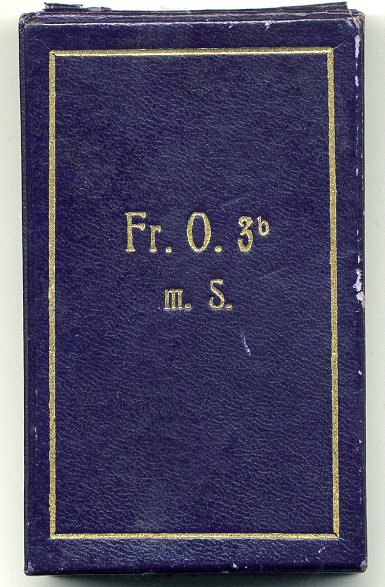 Fr. O. 3ᵇ
m. S.